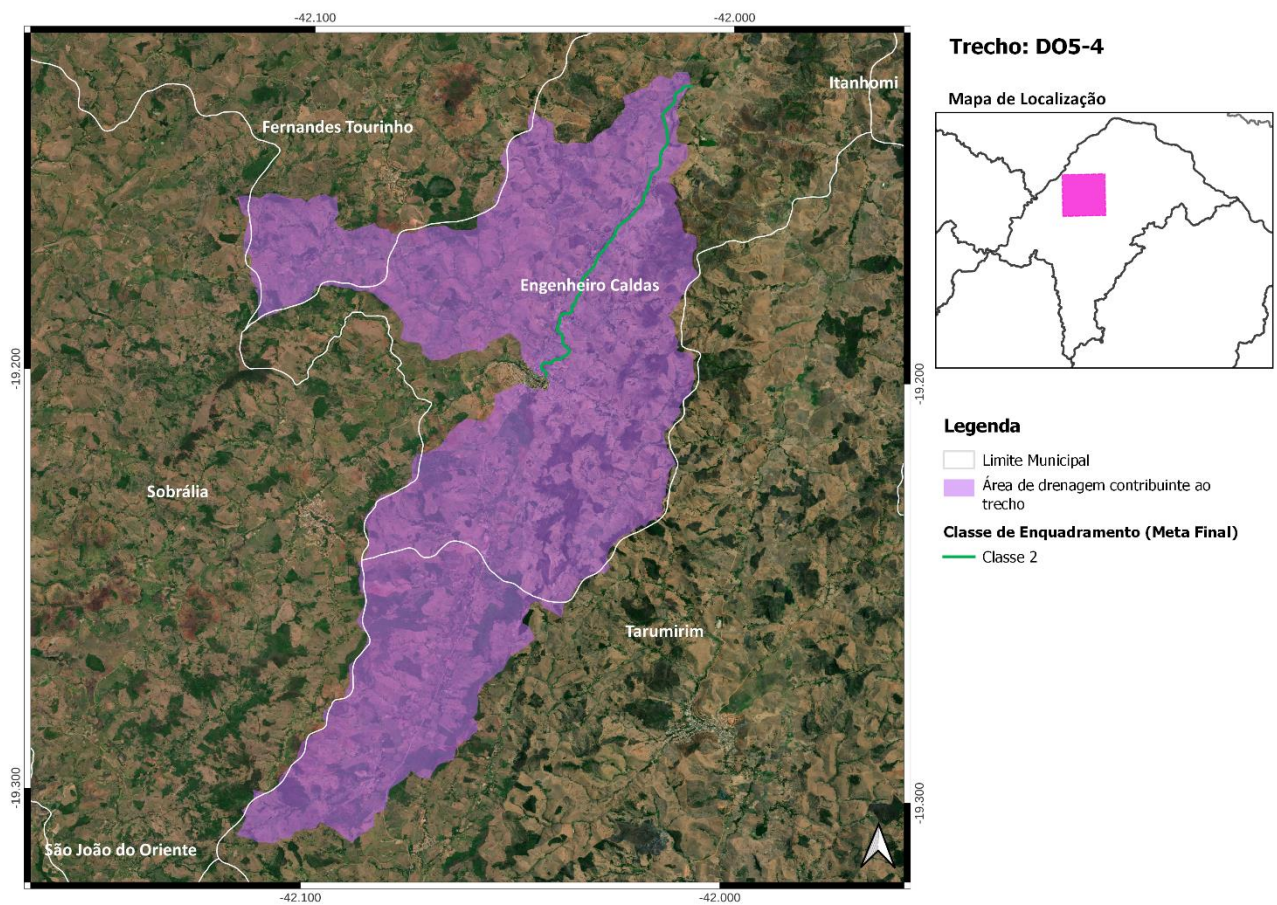 -42.100
-42.000
Trecho: DO5-4
Itanhomi
Mapa de Localização
Fernandes Tourinho
Engenheiro Caldas
-19.200
-19.200
Legenda
Limite Municipal
Área de drenagem contribuinte ao
trecho
Sobrália
Classe de Enquadramento (Meta Final)
Classe 2
Tarumirim
-19.300
-19.300
São João do Oriente
-42.100
-42.000